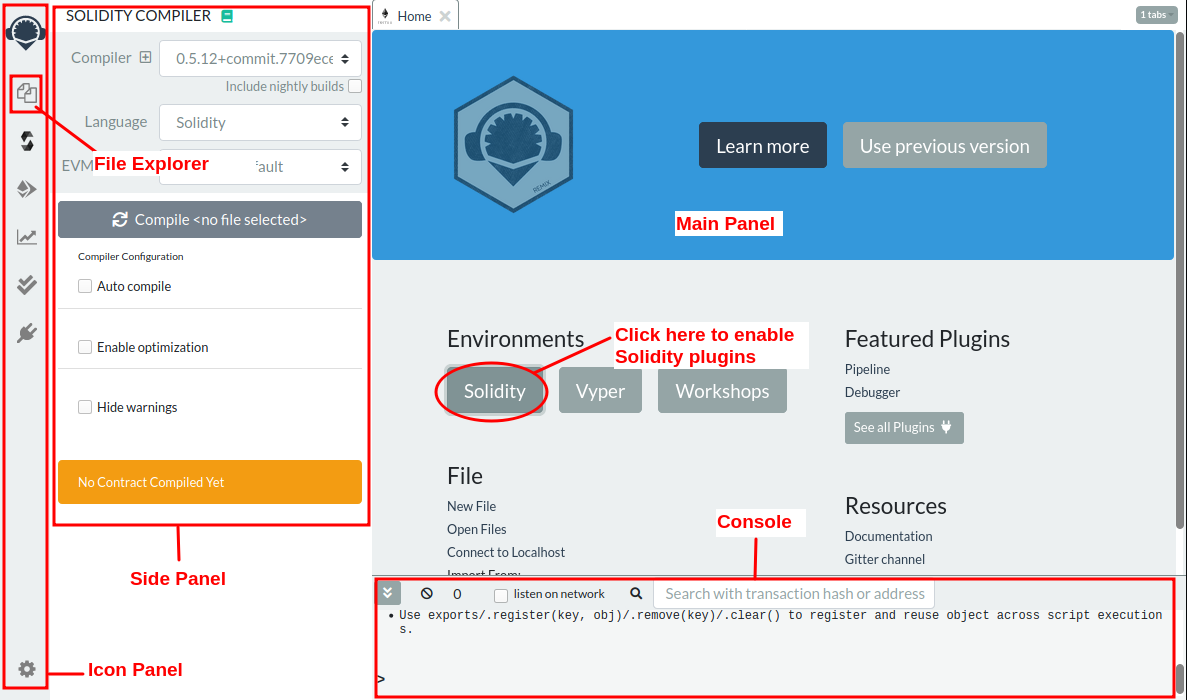 SOLIDITY COMPILER
Compiler
0.5.12+commit.7709ece
Include nightly builds
Language
Solidity
File Explorer
EVM
fault
Compile <no file selected>
Compiler Configuration
Auto compile
Enable optimization
Hide warnings
No Contract Compiled Yet
Side Panel
Icon Panel
Home
1 tabs
REMIX
Learn more
Use previous version
Main Panel
Environments
Click here to enable
Solidity plugins
Solidity
Vyper
Workshops
Featured Plugins
Pipeline
Debugger
See all Plugins
File
New File
Open Files
Connect to Localhost
Import From:
Resources
Documentation
Gitter channel
Console
0
listen on network
Search with transaction hash or address
• Use exports/.register(key, obj)/.remove(key)/.clear() to register and reuse object across script execution
s.
>